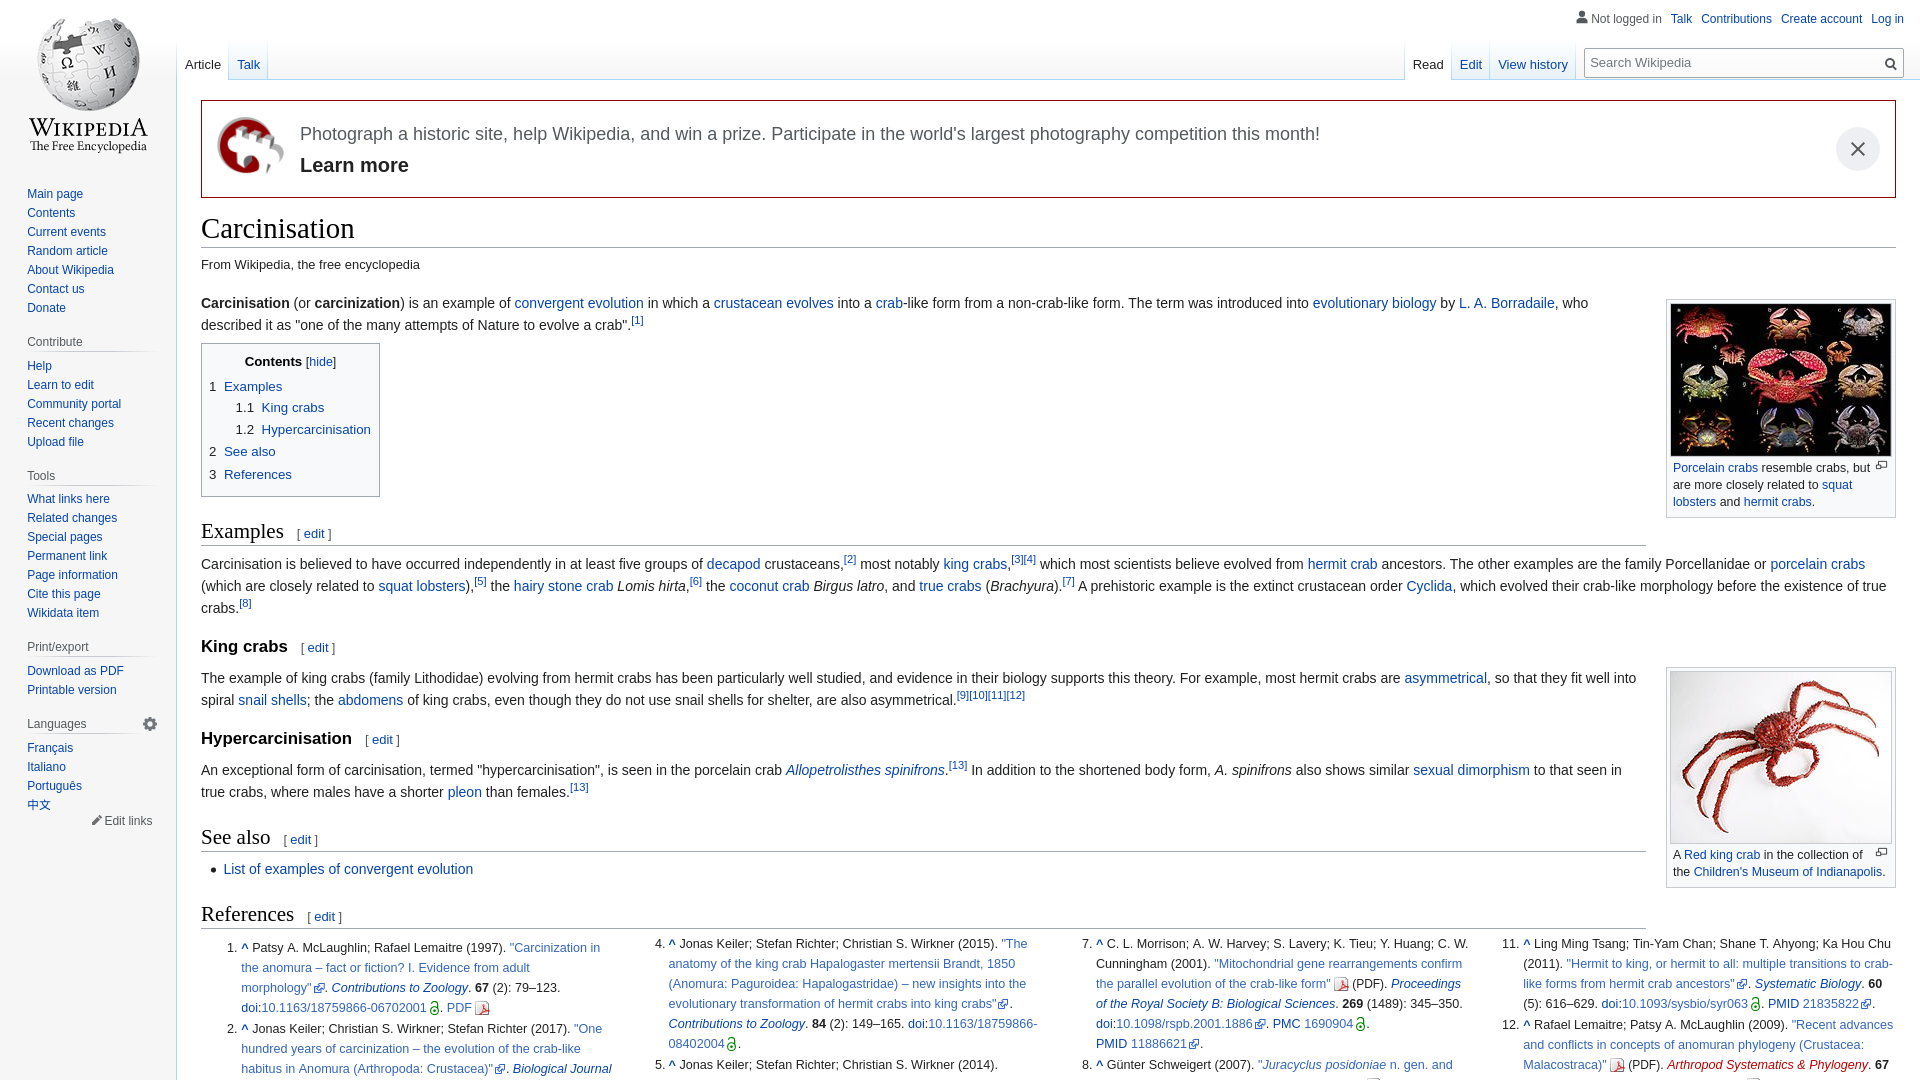 Not logged in Talk Contributions Create account Log in
Article Talk
Read Edit View history Search Wikipedia
WIKIPEDIA
The Free Encyclopedia
Main page
Contents
Current events
Random article
About Wikipedia
Contact us
Donate
Contribute
Help
Learn to edit
Community portal
Recent changes
Upload file
Tools
What links here
Related changes
Special pages
Permanent link
Page information
Cite this page
Wikidata item
Print/export
Download as PDF
Printable version
Languages
Français
Italiano
Português
中文
Edit links
Photograph a historic site, help Wikipedia, and win a prize. Participate in the world's largest photography competition this month!
Learn more
Carcinisation
From Wikipedia, the free encyclopedia
Carcinisation (or carcinization) is an example of convergent evolution in which a crustacean evolves into a crab-like form from a non-crab-like form. The term was introduced into evolutionary biology by L. A. Borradaile, who
described it as "one of the many attempts of Nature to evolve a crab".[1]
Porcelain crabs resemble crabs, but
are more closely related to squat
lobsters and hermit crabs.
Contents [hide]
1 Examples
1.1 King crabs
1.2 Hypercarcinisation
2 See also
3 References
Examples [ edit ]
Carcinisation is believed to have occurred independently in at least five groups of decapod crustaceans,[2] most notably king crabs,[3][4] which most scientists believe evolved from hermit crab ancestors. The other examples are the family Porcellanidae or porcelain crabs
(which are closely related to squat lobsters),[5] the hairy stone crab Lomis hirta,[6] the coconut crab Birgus latro, and true crabs (Brachyura).[7] A prehistoric example is the extinct crustacean order Cyclida, which evolved their crab-like morphology before the existence of true
crabs.[8]
King crabs [ edit ]
The example of king crabs (family Lithodidae) evolving from hermit crabs has been particularly well studied, and evidence in their biology supports this theory. For example, most hermit crabs are asymmetrical, so that they fit well into
spiral snail shells; the abdomens of king crabs, even though they do not use snail shells for shelter, are also asymmetrical.[9][10][11][12]
A Red king crab in the collection of
the Children's Museum of Indianapolis.
Hypercarcinisation [ edit ]
An exceptional form of carcinisation, termed "hypercarcinisation", is seen in the porcelain crab Allopetrolisthes spinifrons.[13] In addition to the shortened body form, A. spinifrons also shows similar sexual dimorphism to that seen in
true crabs, where males have a shorter pleon than females.[13]
See also [ edit ]
List of examples of convergent evolution
References [ edit ]
1. ^ Patsy A. McLaughlin; Rafael Lemaitre (1997). "Carcinization in
the anomura – fact or fiction? I. Evidence from adult
morphology". Contributions to Zoology. 67 (2): 79–123.
doi:10.1163/18759866-06702001. PDF
2. ^ Jonas Keiler; Christian S. Wirkner; Stefan Richter (2017). "One
hundred years of carcinization – the evolution of the crab-like
habitus in Anomura (Arthropoda: Crustacea)". Biological Journal
4. ^ Jonas Keiler; Stefan Richter; Christian S. Wirkner (2015). "The
anatomy of the king crab Hapalogaster mertensii Brandt, 1850
(Anomura: Paguroidea: Hapalogastridae) – new insights into the
evolutionary transformation of hermit crabs into king crabs".
Contributions to Zoology. 84 (2): 149–165. doi:10.1163/18759866-
08402004.
5. ^ Jonas Keiler; Stefan Richter; Christian S. Wirkner (2014).
7. ^ C. L. Morrison; A. W. Harvey; S. Lavery; K. Tieu; Y. Huang; C. W.
Cunningham (2001). "Mitochondrial gene rearrangements confirm
the parallel evolution of the crab-like form" (PDF). Proceedings
of the Royal Society B: Biological Sciences. 269 (1489): 345–350.
doi:10.1098/rspb.2001.1886. PMC 1690904.
PMID 11886621.
8. ^ Günter Schweigert (2007). "Juracyclus posidoniae n. gen. and
11. ^ Ling Ming Tsang; Tin-Yam Chan; Shane T. Ahyong; Ka Hou Chu
(2011). "Hermit to king, or hermit to all: multiple transitions to crab-
like forms from hermit crab ancestors". Systematic Biology. 60
(5): 616–629. doi:10.1093/sysbio/syr063. PMID 21835822.
12. ^ Rafael Lemaitre; Patsy A. McLaughlin (2009). "Recent advances
and conflicts in concepts of anomuran phylogeny (Crustacea:
Malacostraca)" (PDF). Arthropod Systematics & Phylogeny. 67